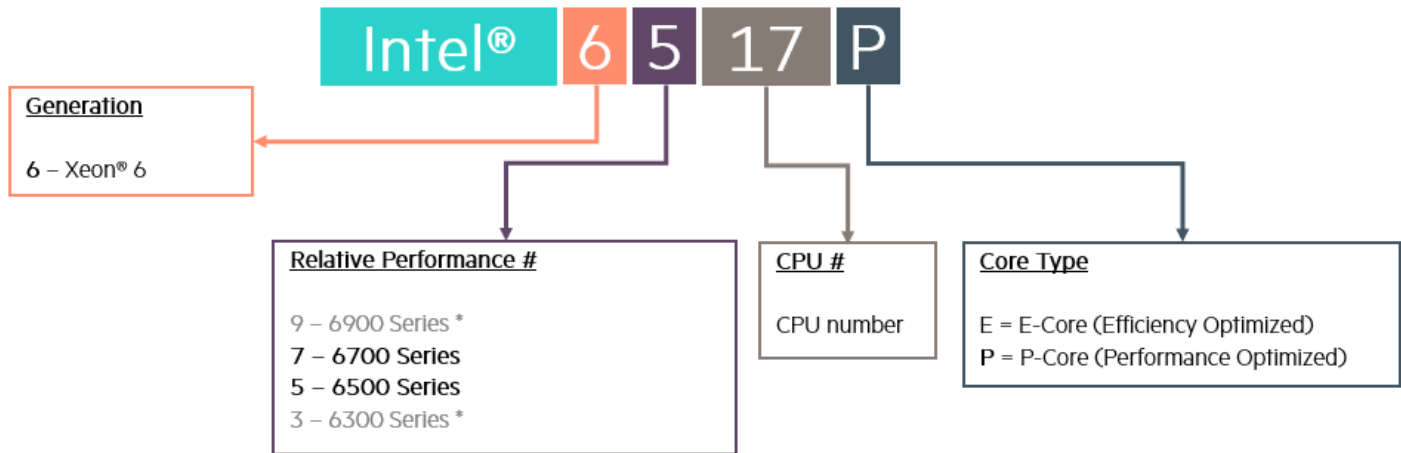 Intel® 6 5 17 P
Generation
6 – Xeon® 6
Relative Performance #
9 – 6900 Series *
7 – 6700 Series
5 – 6500 Series
3 – 6300 Series *
CPU #
CPU number
Core Type
E = E-Core (Efficiency Optimized)
P = P-Core (Performance Optimized)